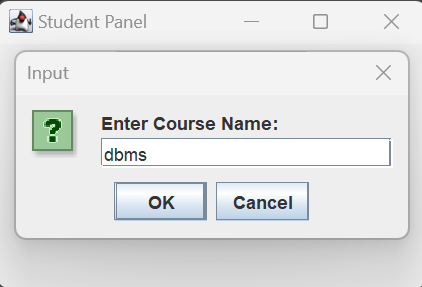 Student Panel
Input
?
Enter Course Name:
dbms
OK Cancel